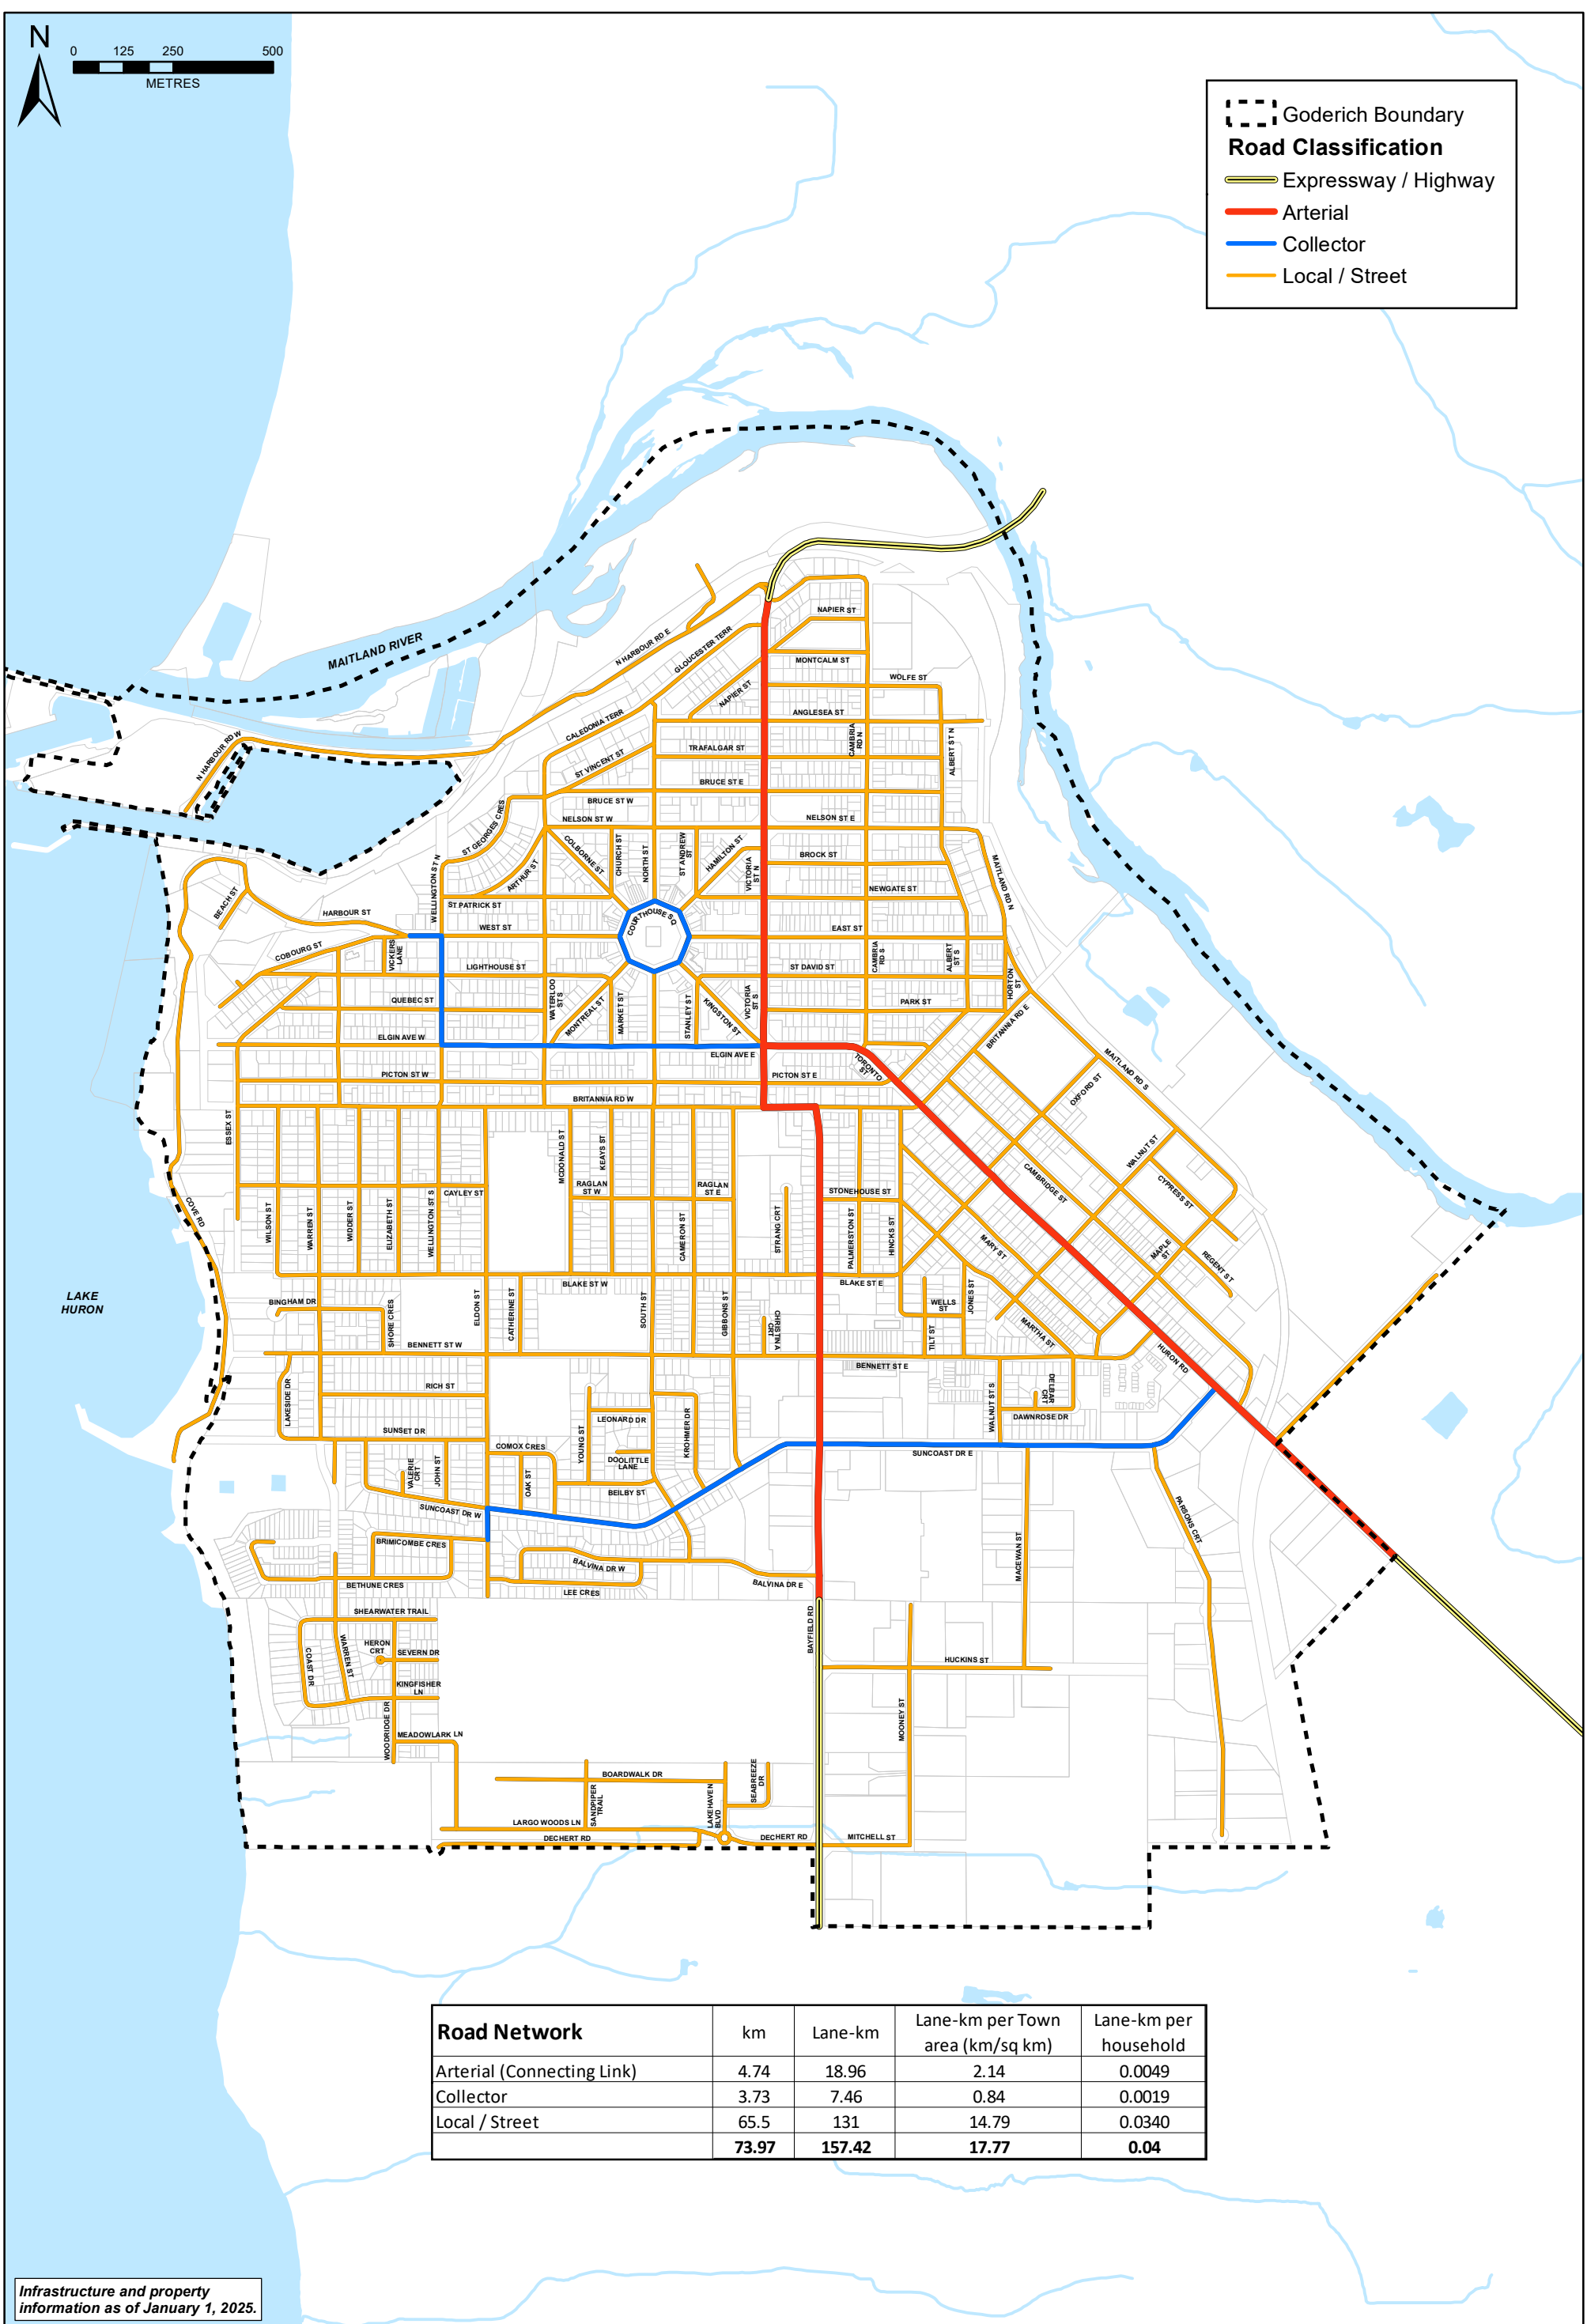 N
0 125 250 500
METRES
Goderich Boundary
Road Classification
Expressway / Highway
Arterial
Collector
Local / Street
MAITLAND RIVER
N HARBOUR RD E
GLOUCESTER TERR
NAPIER ST
MONTCALM ST
WOLFE ST
NAPIER ST
ANGLESEA ST
CALEDONIA TERR
ST VINCENT ST
TRAFALGAR ST
CAMBRIA
RD N
ALBERT ST N
N HARBOUR RD W
BRUCE ST E
BRUCE ST W
NELSON ST W
NELSON ST E
ST GEORGES CRES
COLBORNE ST
CHURCH ST
NORTH ST
ST ANDREW
ST
HAMILTON ST
VICTORIA
ST N
BROCK ST
MAITLAND RD N
ARTHUR ST
NEWGATE ST
WELLINGTON ST N
BEACH ST
HARBOUR ST
ST PATRICK ST
COURTHOUSE SQ
WEST ST
EAST ST
COBOURG ST
VICKERS
LANE
LIGHTHOUSE ST
ST DAVID ST
CAMBRIA
RD S
ALBERT
ST S
HORTON
ST
QUEBEC ST
WATERLOO
ST S
MONTREAL ST
MARKET ST
STANLEY ST
KINGSTON ST
VICTORIA
ST S
PARK ST
BRITANNIA RD E
ELGIN AVE W
ELGIN AVE E
TORONTO
ST
MAITLAND RD S
PICTON ST W
PICTON ST E
OXFORD ST
BRITANNIA RD W
ESSEX ST
MCDONALD ST
KEAYS ST
WALNUT ST
CAYLEY ST
RAGLAN
ST W
RAGLAN
ST E
STONEHOUSE ST
CAMBRIDGE ST
CYPRESS ST
COVE RD
WILSON ST
WARREN ST
WIDDER ST
ELIZABETH ST
WELLINGTON ST S
CAMERON ST
STRANG CRT
PALMERSTON ST
HINCKS ST
MARY ST
MAPLE
ST
REGENT ST
BLAKE ST W
BLAKE ST E
LAKE
HURON
BINGHAM DR
SHORE CRES
ELDON ST
CATHERINE ST
SOUTH ST
GIBBONS ST
CHRISTINA
CRT
WELLS
ST
JONES ST
TILT ST
MARTHA ST
HURON RD
BENNETT ST W
BENNETT ST E
LAKESIDE DR
RICH ST
WALNUT ST S
DELBAR
CRT
DAWNROSE DR
SUNSET DR
LEONARD DR
YOUNG ST
KROHMER DR
COMOX CRES
DOOLITTLE
LANE
SUNCOAST DR E
VALERIE
CRT
JOHN ST
OAK ST
BEILBY ST
SUNCOAST DR W
PARSONS CRT
BRIMICOMBE CRES
BALVINA DR W
MACEWAN ST
BETHUNE CRES
LEE CRES
BALVINA DR E
SHEARWATER TRAIL
BAYFIELD RD
COAST DR
WARREN ST
HERON
CRT
SEVERN DR
HUCKINS ST
KINGFISHER
LN
WOODRIDGE DR
MOONEY ST
MEADOWLARK LN
BOARDWALK DR
SANDPIPER
TRAIL
LAKEHAVEN
BLVD
SEABREEZE
DR
LARGO WOODS LN
DECHERT RD
DECHERT RD
MITCHELL ST
Road Network km Lane-km Lane-km per Town area (km/sq km) Lane-km per household
Arterial (Connecting Link) 4.74 18.96 2.14 0.0049
Collector 3.73 7.46 0.84 0.0019
Local / Street 65.5 131 14.79 0.0340
73.97 157.42 17.77 0.04
Infrastructure and property
information as of January 1, 2025.